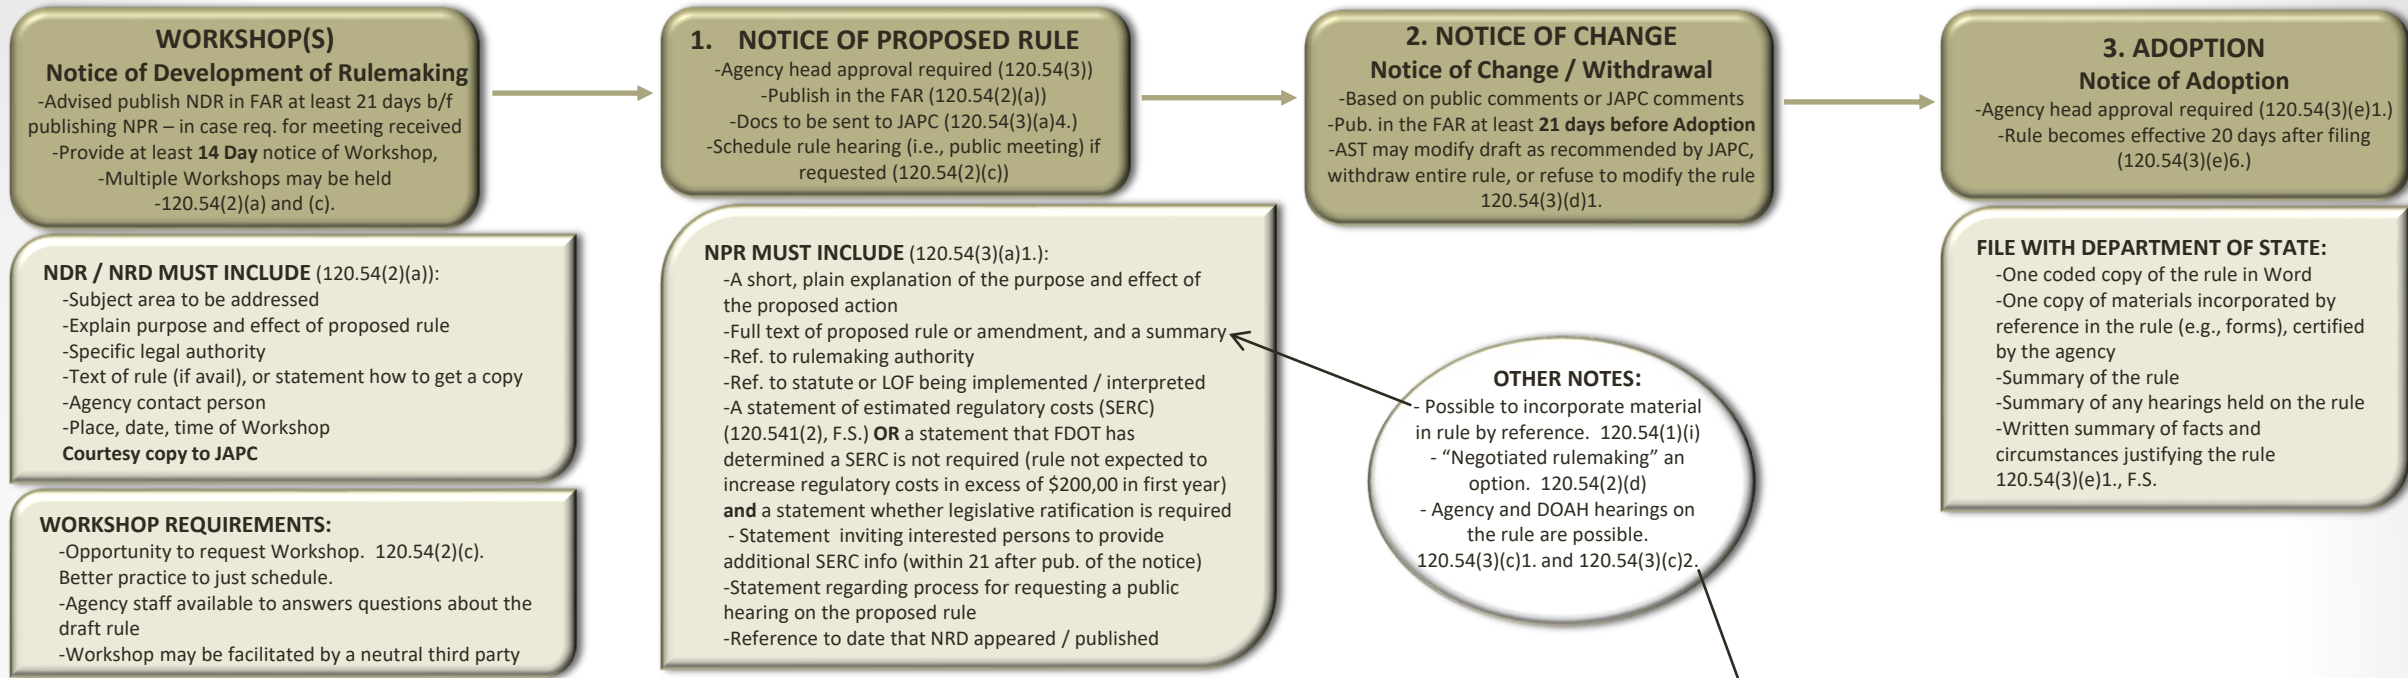 WORKSHOP(S)
Notice of Development of Rulemaking
-Advised publish NDR in FAR at least 21 days b/f
publishing NPR – in case req. for meeting received
-Provide at least 14 Day notice of Workshop,
-Multiple Workshops may be held
-120.54(2)(a) and (c).
NDR / NRD MUST INCLUDE (120.54(2)(a)):
-Subject area to be addressed
-Explain purpose and effect of proposed rule
-Specific legal authority
-Text of rule (if avail), or statement how to get a copy
-Agency contact person
-Place, date, time of Workshop
Courtesy copy to JAPC
WORKSHOP REQUIREMENTS:
-Opportunity to request Workshop. 120.54(2)(c).
Better practice to just schedule.
-Agency staff available to answers questions about the
draft rule
-Workshop may be facilitated by a neutral third party
1. NOTICE OF PROPOSED RULE
-Agency head approval required (120.54(3))
-Publish in the FAR (120.54(2)(a))
-Docs to be sent to JAPC (120.54(3)(a)4.)
-Schedule rule hearing (i.e., public meeting) if
requested (120.54(2)(c))
NPR MUST INCLUDE (120.54(3)(a)1.):
-A short, plain explanation of the purpose and effect of
the proposed action
-Full text of proposed rule or amendment, and a summary
-Ref. to rulemaking authority
-Ref. to statute or LOF being implemented / interpreted
-A statement of estimated regulatory costs (SERC)
(120.541(2), F.S.) OR a statement that FDOT has
determined a SERC is not required (rule not expected to
increase regulatory costs in excess of $200,00 in first year)
and a statement whether legislative ratification is required
- Statement inviting interested persons to provide
additional SERC info (within 21 after pub. of the notice)
-Statement regarding process for requesting a public
hearing on the proposed rule
-Reference to date that NRD appeared / published
2. NOTICE OF CHANGE
Notice of Change / Withdrawal
-Based on public comments or JAPC comments
-Pub. in the FAR at least 21 days before Adoption
-AST may modify draft as recommended by JAPC,
withdraw entire rule, or refuse to modify the rule
120.54(3)(d)1.
OTHER NOTES:
- Possible to incorporate material
in rule by reference. 120.54(1)(i)
- “Negotiated rulemaking” an
option. 120.54(2)(d)
- Agency and DOAH hearings on
the rule are possible.
120.54(3)(c)1. and 120.54(3)(c)2.
3. ADOPTION
Notice of Adoption
-Agency head approval required (120.54(3)(e)1.)
-Rule becomes effective 20 days after filing
(120.54(3)(e)6.)
FILE WITH DEPARTMENT OF STATE:
-One coded copy of the rule in Word
-One copy of materials incorporated by
reference in the rule (e.g., forms), certified
by the agency
-Summary of the rule
-Summary of any hearings held on the rule
-Written summary of facts and
circumstances justifying the rule
120.54(3)(e)1., F.S.